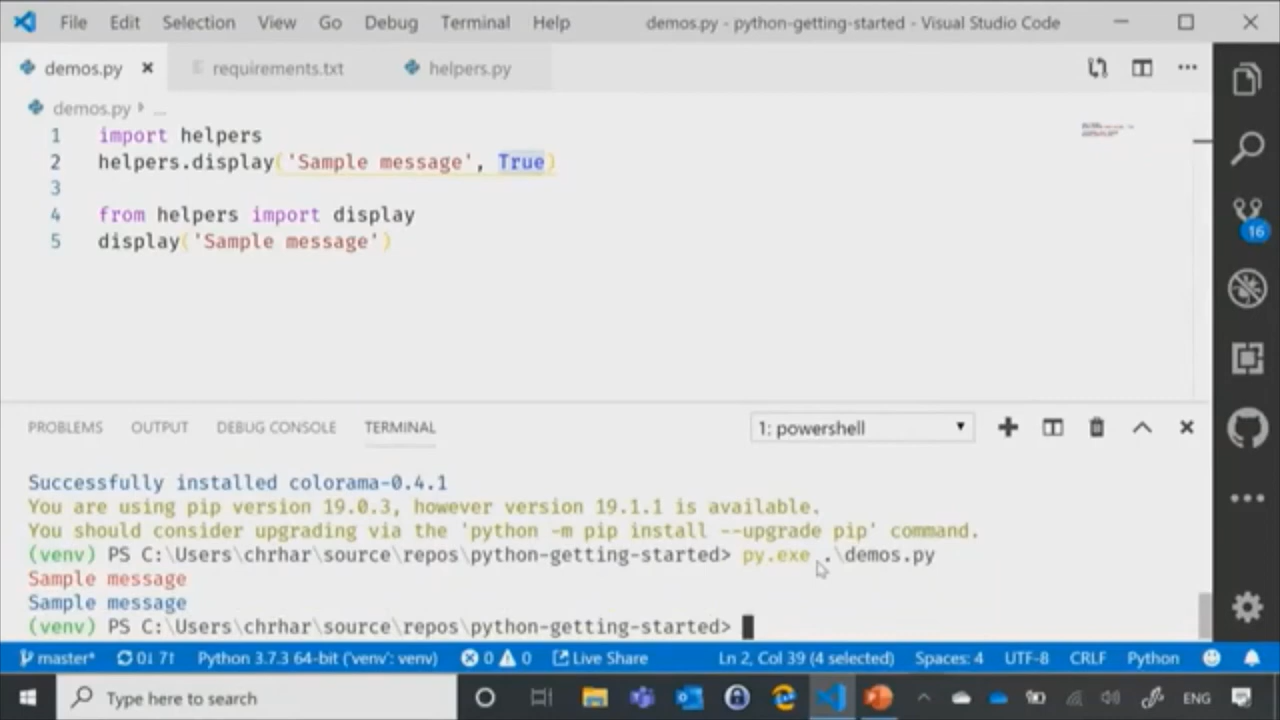 File Edit Selection View Go Debug Terminal Help demos.py - python-getting-started - Visual Studio Code
demos.py requirements.txt helpers.py
demos.py ...
1 import helpers
2 helpers.display('Sample message', True)
3
4 from helpers import display
5 display('Sample message')
16
PROBLEMS OUTPUT DEBUG CONSOLE TERMINAL 1: powershell
Successfully installed colorama-0.4.1
You are using pip version 19.0.3, however version 19.1.1 is available.
You should consider upgrading via the 'python -m pip install --upgrade pip' command.
(venv) PS C:\Users\chrhar\source\repos\python-getting-started> py.exe .\demos.py
Sample message
Sample message
(venv) PS C:\Users\chrhar\source\repos\python-getting-started>
master* 0↓ 7↑ Python 3.7.3 64-bit ('venv': venv) 0 0 Live Share Ln 2, Col 39 (4 selected) Spaces: 4 UTF-8 CRLF Python
Type here to search ENG